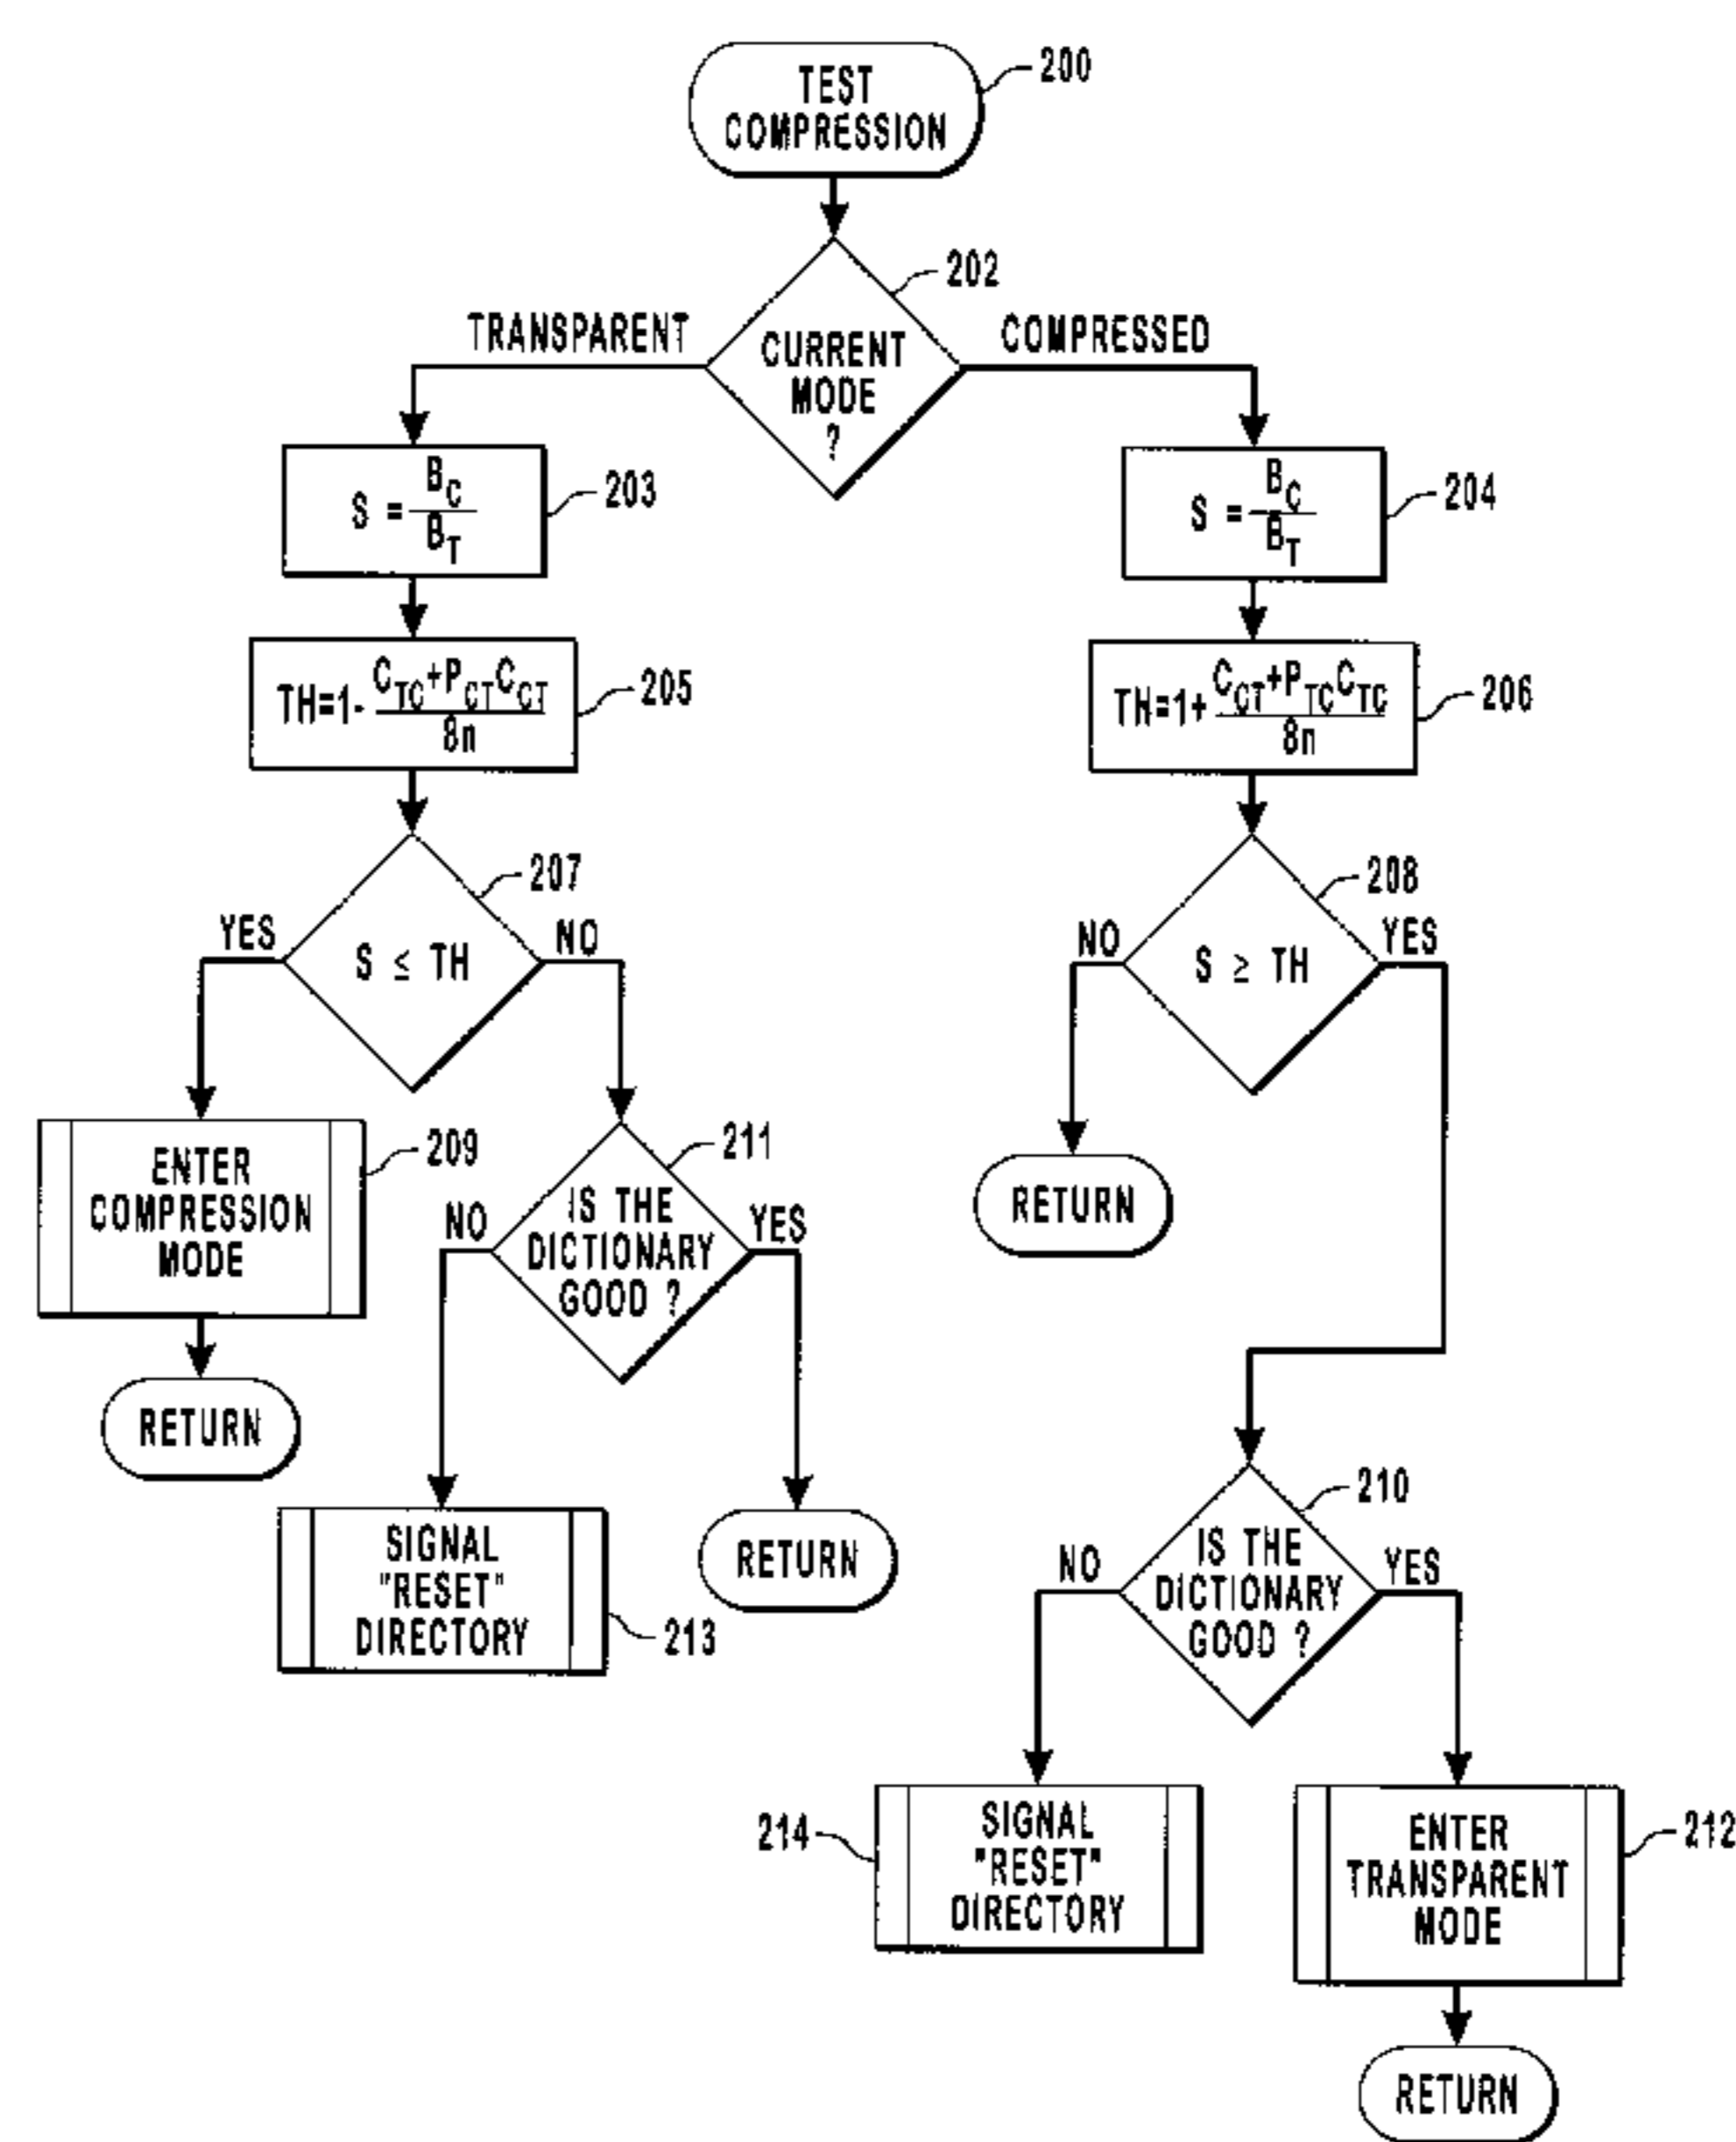 TEST
COMPRESSION
200
202
TRANSPARENT
COMPRESSED
CURRENT
MODE
?
S = B_C / B_T
203
S = B_C / B_T
204
TH=1- (C_TC+P_CT C_CT) / 8n
205
TH=1+ (C_CT+P_TC C_TC) / 8n
206
207
208
YES
S ≤ TH
NO
NO
S ≥ TH
YES
ENTER
COMPRESSION
MODE
209
211
NO
IS THE
DICTIONARY
GOOD ?
YES
RETURN
RETURN
SIGNAL
"RESET"
DIRECTORY
213
RETURN
210
NO
IS THE
DICTIONARY
GOOD ?
YES
214
SIGNAL
"RESET"
DIRECTORY
ENTER
TRANSPARENT
MODE
212
RETURN